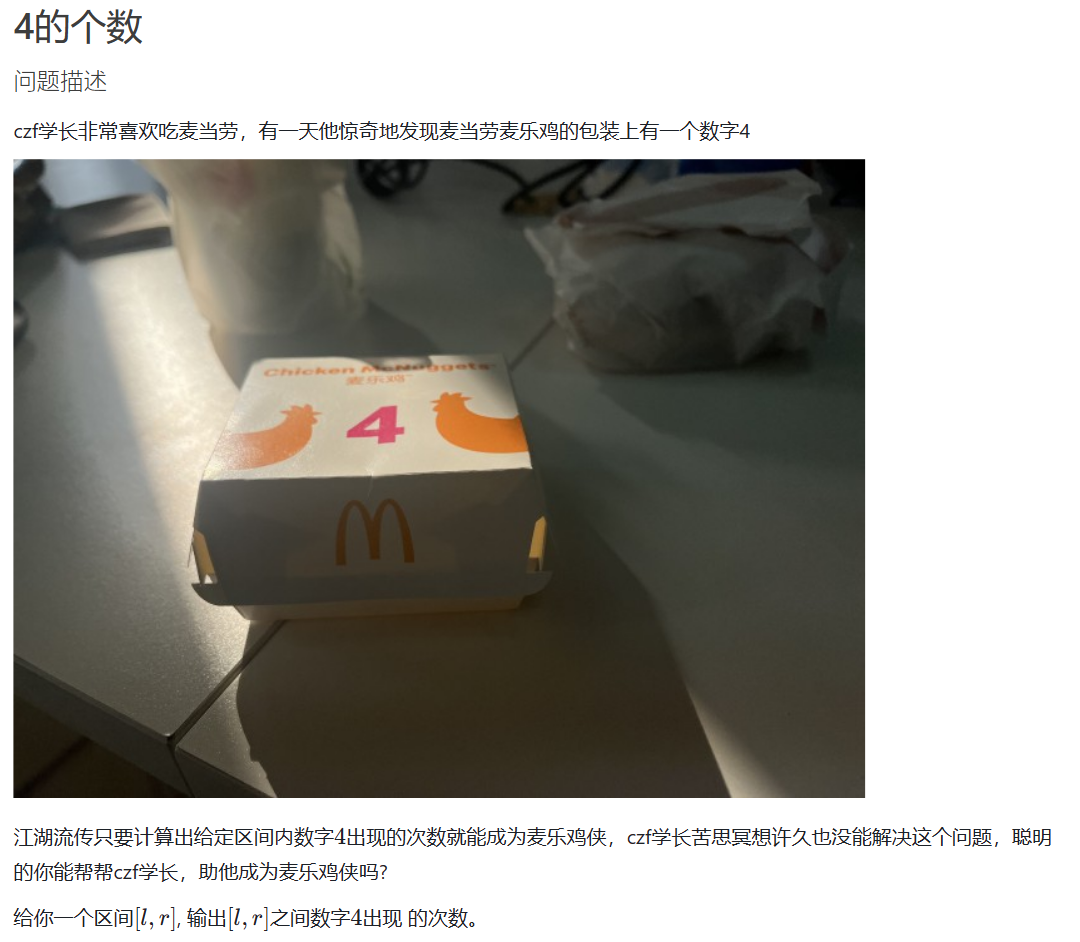 4的个数
问题描述
czf学长非常喜欢吃麦当劳，有一天他惊奇地发现麦当劳麦乐鸡的包装上有一个数字4
Chicken McNuggets™
麦乐鸡™
4
江湖流传只要计算出给定区间内数字4出现的次数就能成为麦乐鸡侠，czf学长苦思冥想许久也没能解决这个问题，聪明
的你能帮帮czf学长，助他成为麦乐鸡侠吗?
给你一个区间[l, r], 输出[l, r]之间数字4出现 的次数。